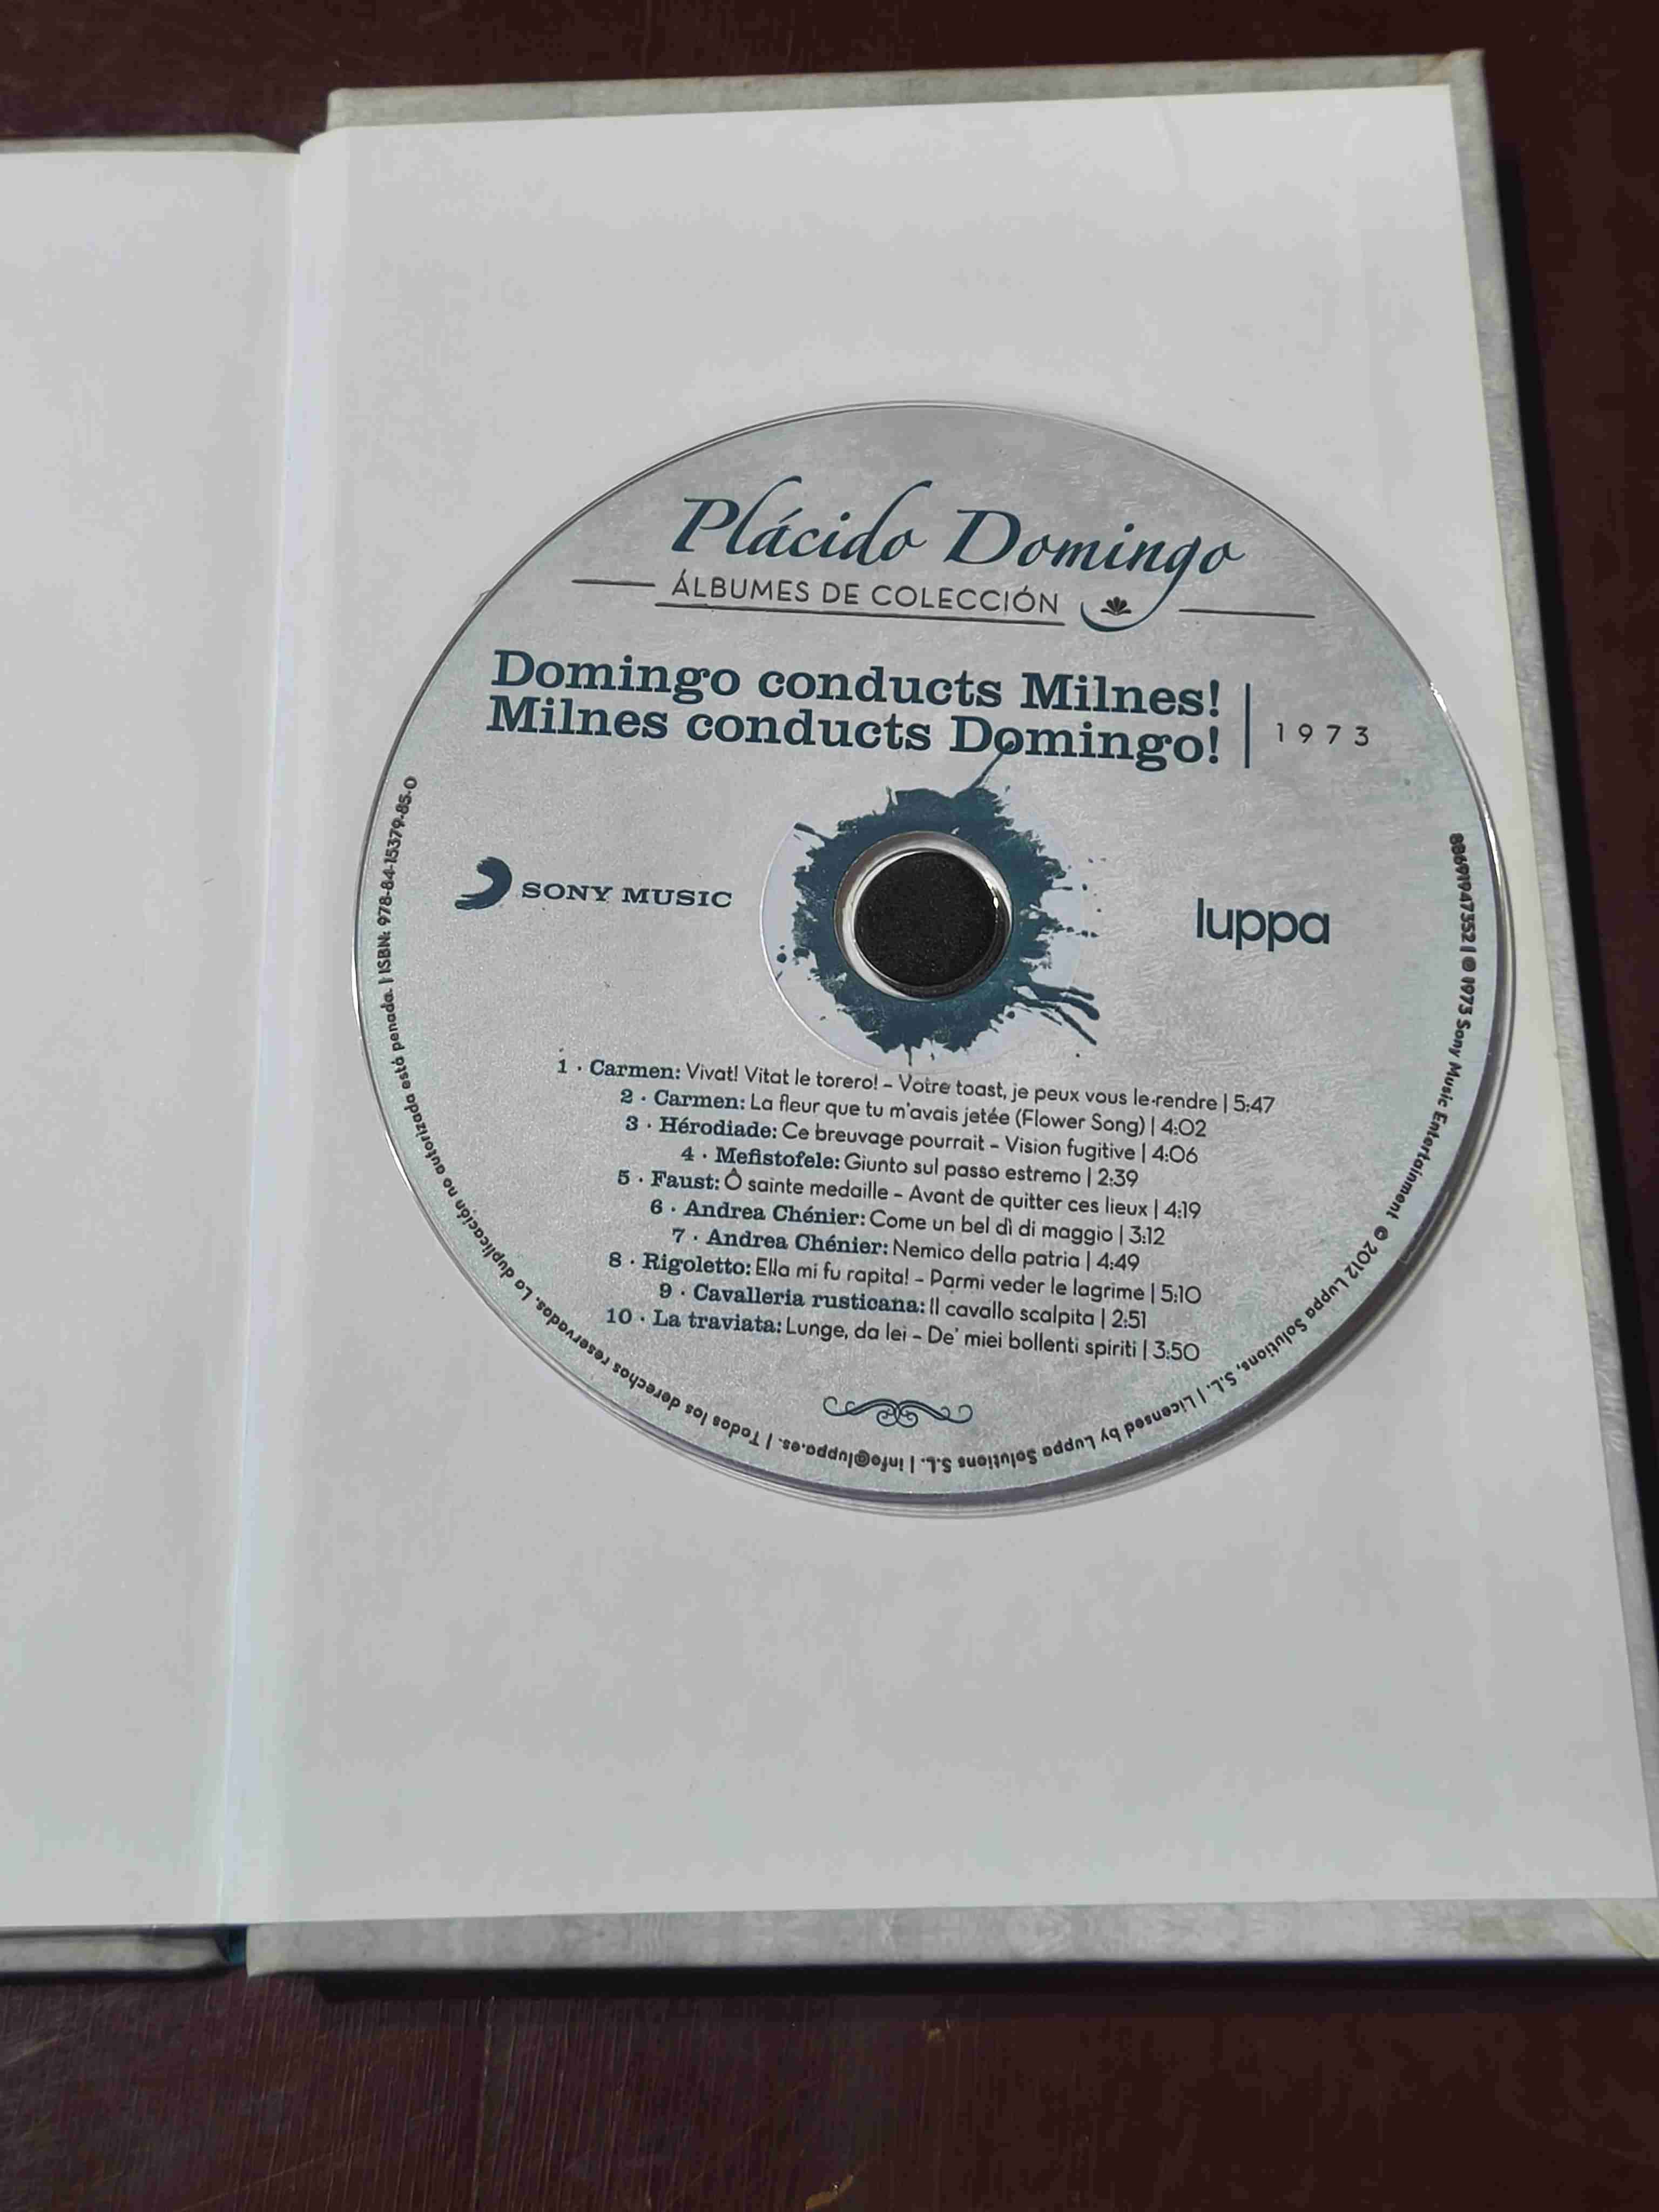 Plácido Domingo
ÁLBUMES DE COLECCIÓN
Domingo conducts Milnes!
Milnes conducts Domingo!
1973
SONY MUSIC
luppa
1 · Carmen: Vivat! Vitat le torero! – Votre toast, je peux vous le-rendre | 5:47
2 · Carmen: La fleur que tu m'avais jetée (Flower Song) | 4:02
3 · Hérodiade: Ce breuvage pourrait – Vision fugitive | 4:06
4 · Mefistofele: Giunto sul passo estremo | 2:39
5 · Faust: Ô sainte medaille – Avant de quitter ces lieux | 4:19
6 · Andrea Chénier: Come un bel dì di maggio | 3:12
7 · Andrea Chénier: Nemico della patria | 4:49
8 · Rigoletto: Ella mi fu rapita! – Parmi veder le lagrime | 5:10
9 · Cavalleria rusticana: Il cavallo scalpita | 2:51
10 · La traviata: Lunge, da lei – De' miei bollenti spiriti | 3:50
88691947352 | ℗ 1973 Sony Music Entertainment © 2012 Luppa Solutions, S.L. | Licensed by Luppa Solutions S.L. | info@luppa.es. | Todos los derechos reservados. La duplicación no autorizada está penada. | ISBN: 978-84-15379-85-0